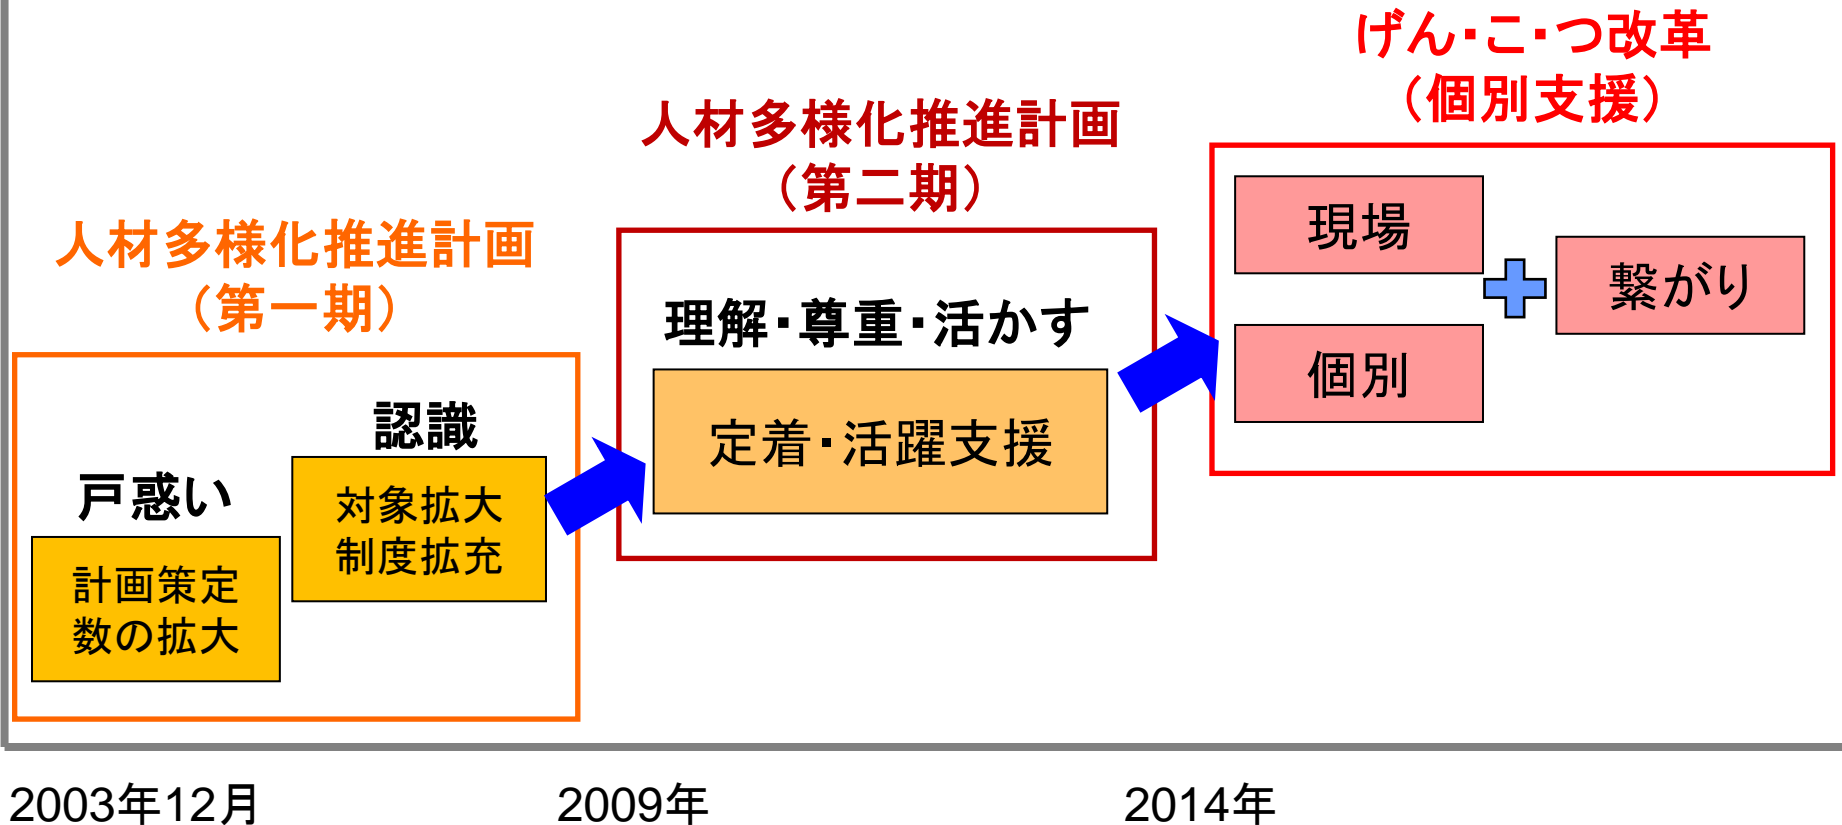 人材多様化推進計画
（第一期）
戸惑い
計画策定
数の拡大
認識
対象拡大
制度拡充
人材多様化推進計画
（第二期）
理解・尊重・活かす
定着・活躍支援
げん・こ・つ改革
（個別支援）
現場
個別
繋がり
2003年12月
2009年
2014年